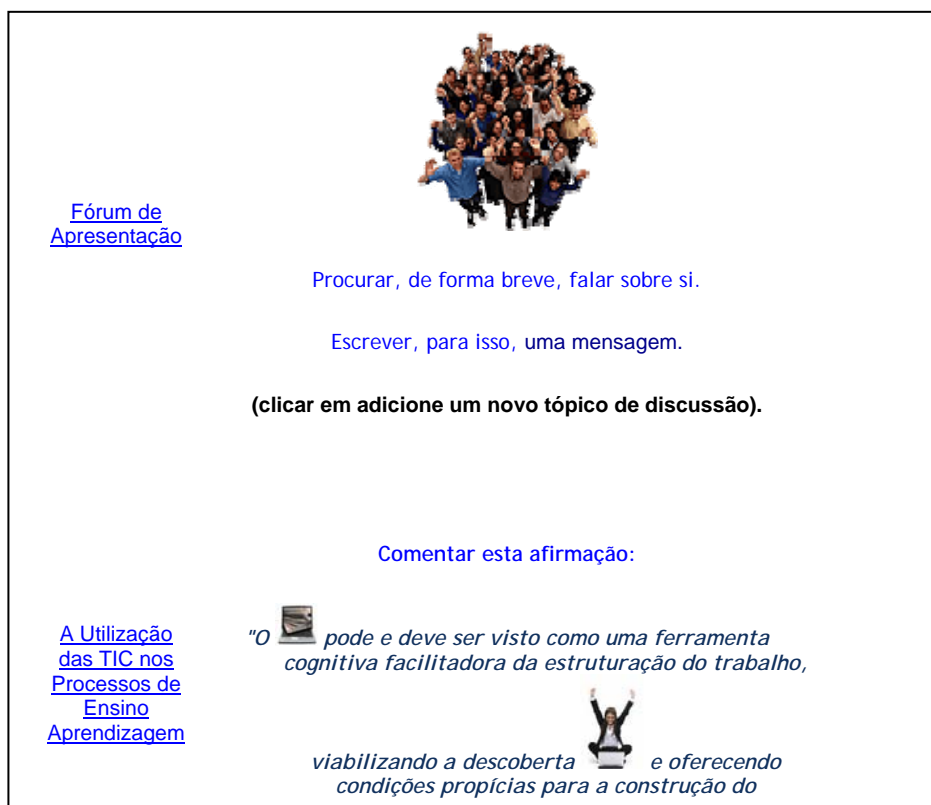 Fórum de
Apresentação
Procurar, de forma breve, falar sobre si.
Escrever, para isso, uma mensagem.
(clicar em adicione um novo tópico de discussão).
A Utilização
das TIC nos
Processos de
Ensino
Aprendizagem
Comentar esta afirmação:
"O pode e deve ser visto como uma ferramenta
cognitiva facilitadora da estruturação do trabalho,
viabilizando a descoberta e oferecendo
condições propícias para a construção do